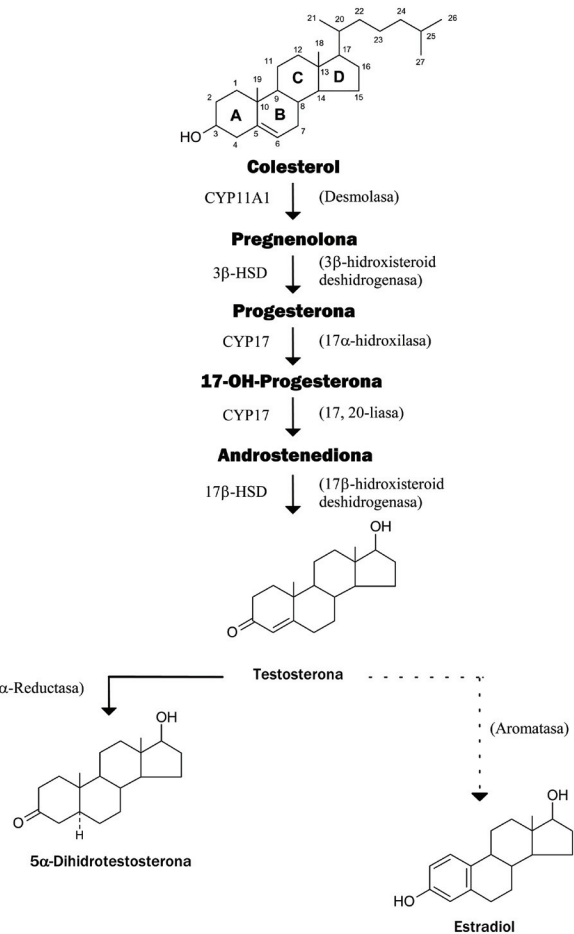 21
20
22
23
24
25
26
27
18
12
17
11
13
16
C
D
1
19
2
9
14
15
10
8
A
B
HO
3
4
5
6
7
Colesterol
CYP11A1 (Desmolasa)
Pregnenolona
3β-HSD (3β-hidroxisteroid
deshidrogenasa)
Progesterona
CYP17 (17α-hidroxilasa)
17-OH-Progesterona
CYP17 (17, 20-liasa)
Androstenediona
17β-HSD (17β-hidroxisteroid
deshidrogenasa)
OH
O
Testosterona
α-Reductasa)
(Aromatasa)
OH
O
H
5α-Dihidrotestosterona
OH
HO
Estradiol